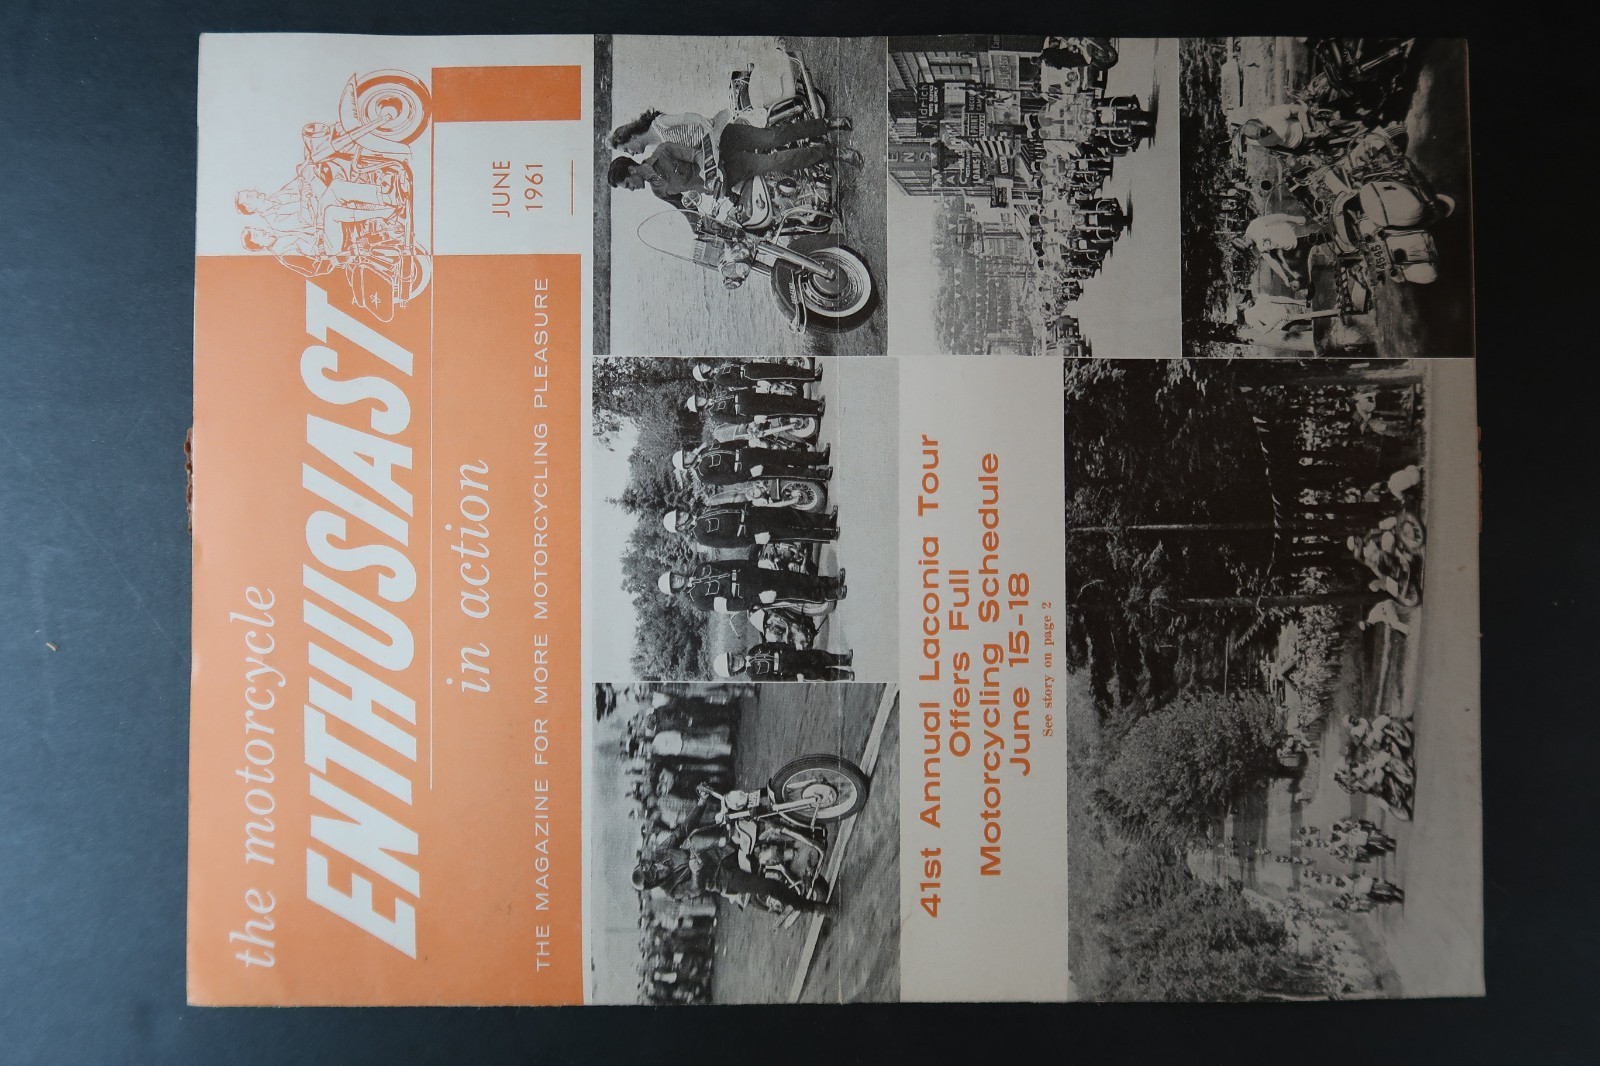 the motorcycle
ENTHUSIAST
in action
THE MAGAZINE FOR MORE MOTORCYCLING PLEASURE
JUNE
1961
41st Annual Laconia Tour
Offers Full
Motorcycling Schedule
June 15-18
See story on page 2